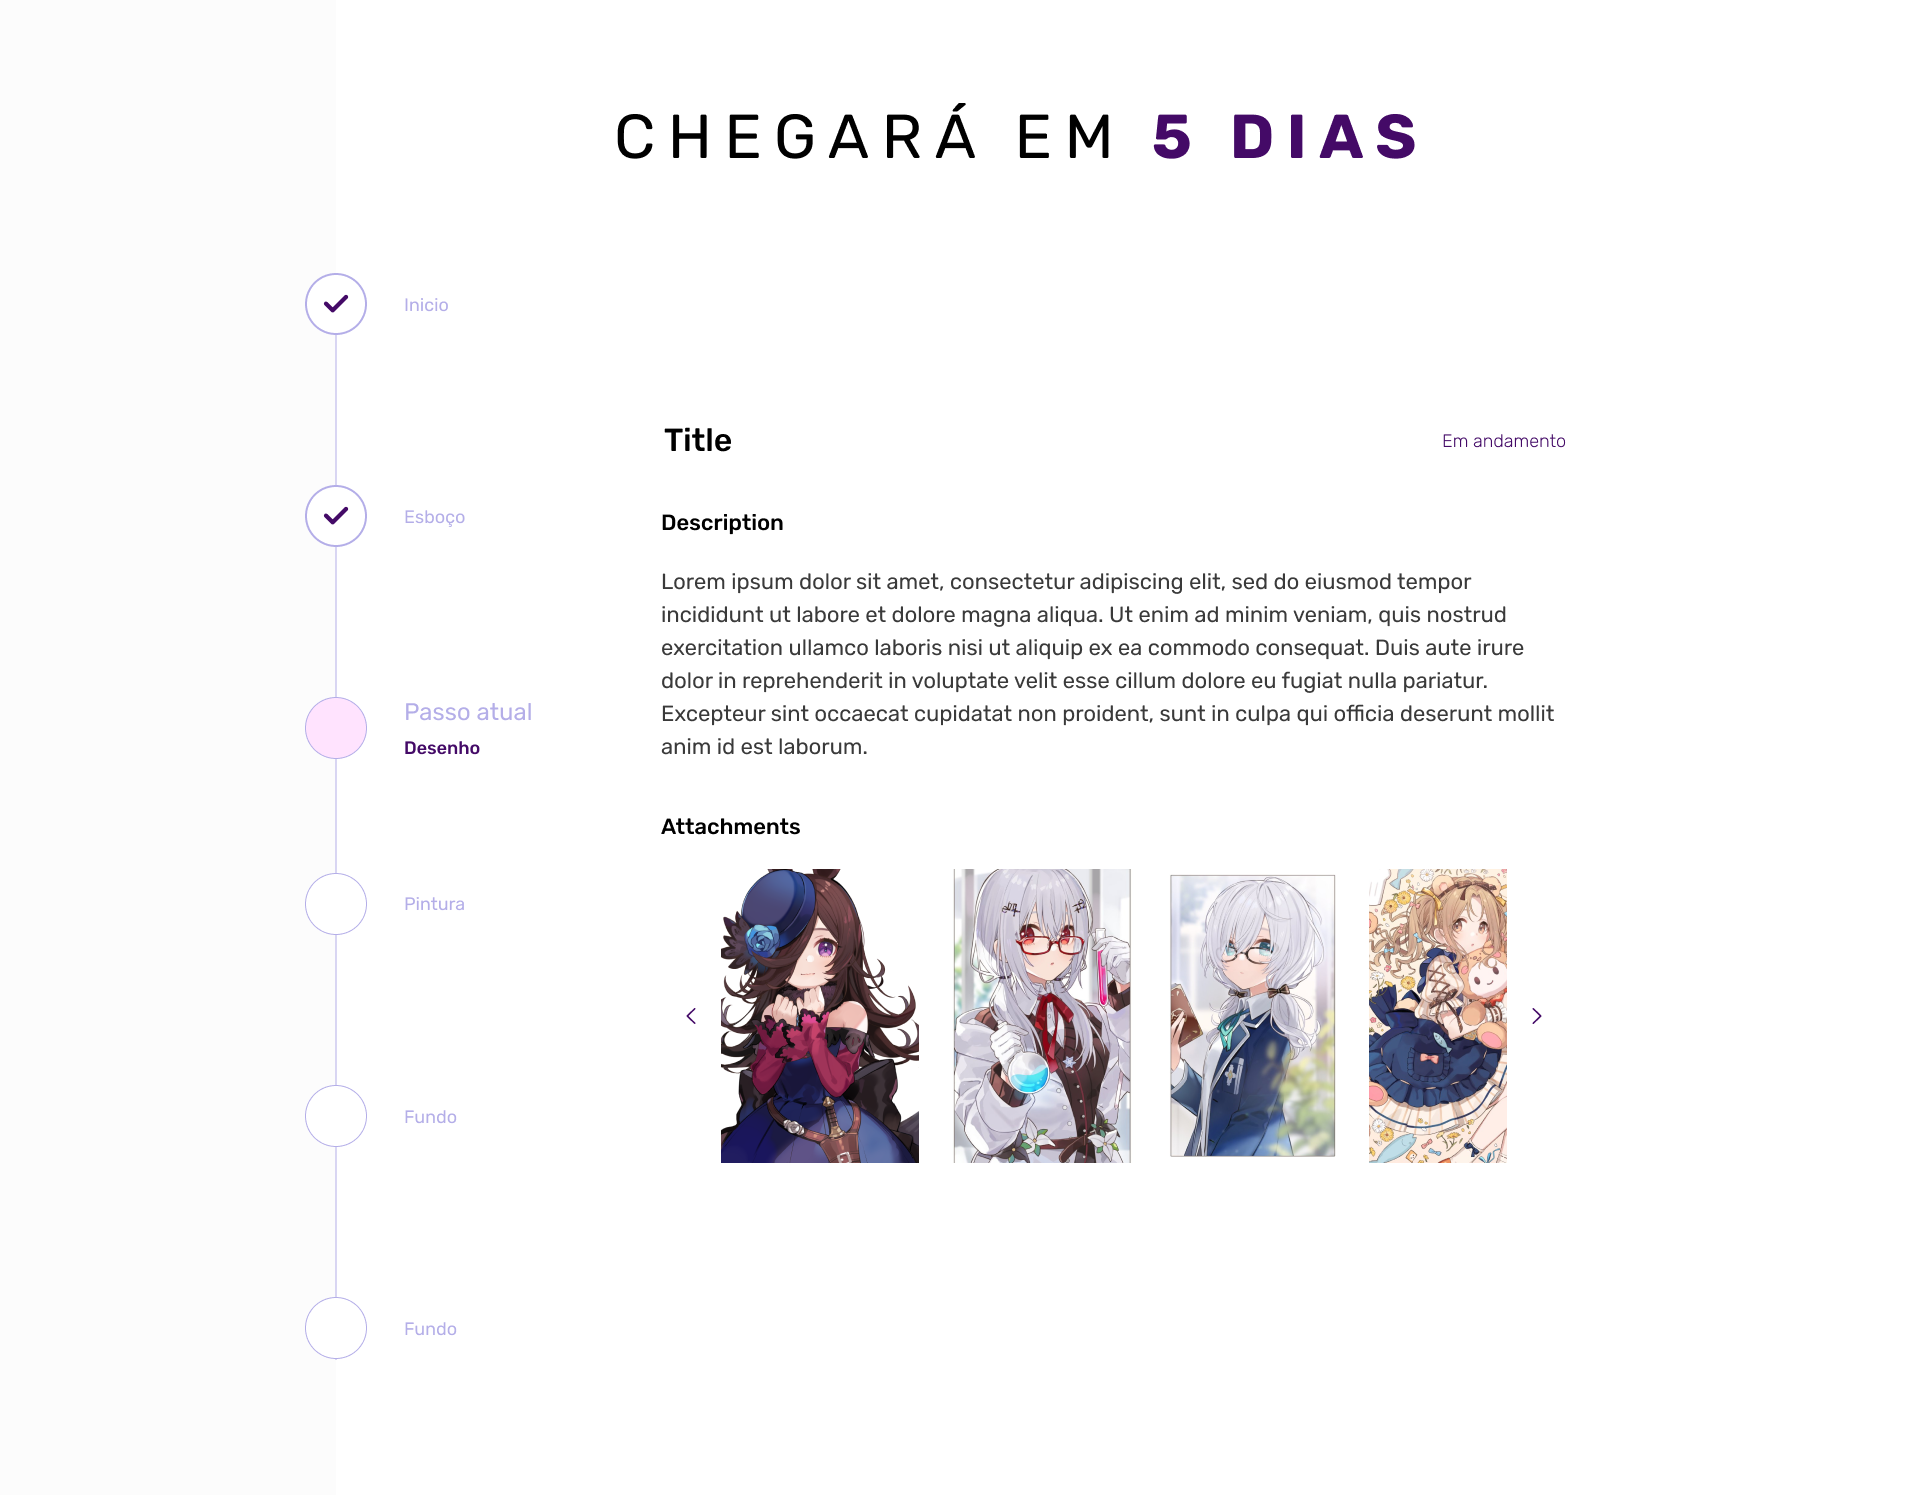 CHEGARÁ EM 5 DIAS
Inicio
Esboço
Passo atual
Desenho
Pintura
Fundo
Fundo
Title
Em andamento
Description
Lorem ipsum dolor sit amet, consectetur adipiscing elit, sed do eiusmod tempor
incididunt ut labore et dolore magna aliqua. Ut enim ad minim veniam, quis nostrud
exercitation ullamco laboris nisi ut aliquip ex ea commodo consequat. Duis aute irure
dolor in reprehenderit in voluptate velit esse cillum dolore eu fugiat nulla pariatur.
Excepteur sint occaecat cupidatat non proident, sunt in culpa qui officia deserunt mollit
anim id est laborum.
Attachments